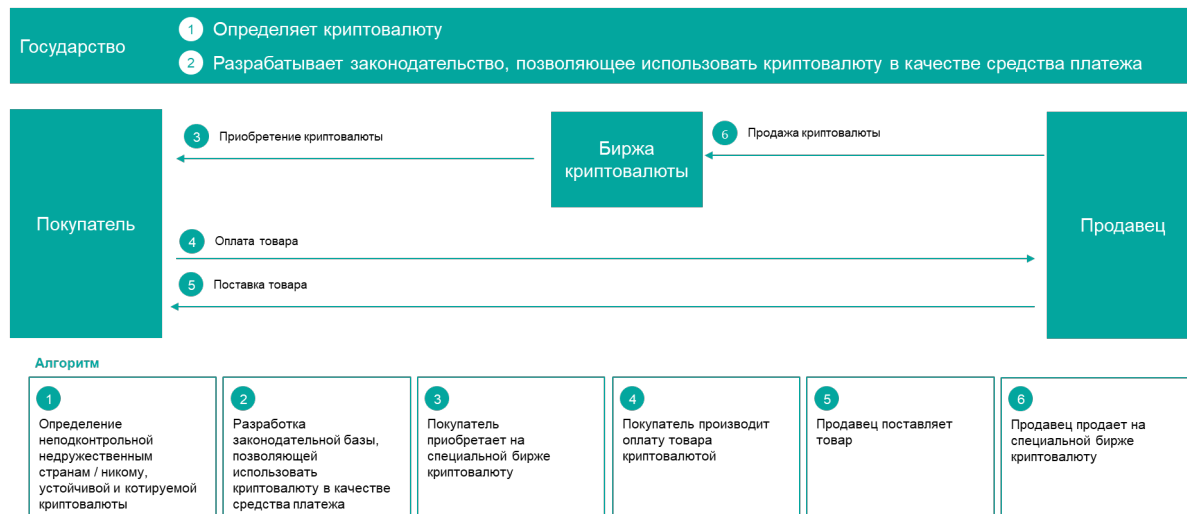 Государство
1 Определяет криптовалюту
2 Разрабатывает законодательство, позволяющее использовать криптовалюту в качестве средства платежа
Покупатель
3 Приобретение криптовалюты
Биржа
криптовалюты
6 Продажа криптовалюты
Продавец
4 Оплата товара
5 Поставка товара
Алгоритм
1
Определение
неподконтрольной
недружественным
странам / никому,
устойчивой и котируемой
криптовалюты
2
Разработка
законодательной базы,
позволяющей
использовать
криптовалюту в качестве
средства платежа
3
Покупатель
приобретает на
специальной бирже
криптовалюту
4
Покупатель производит
оплату товара
криптовалютой
5
Продавец поставляет
товар
6
Продавец продает на
специальной бирже
криптовалюту